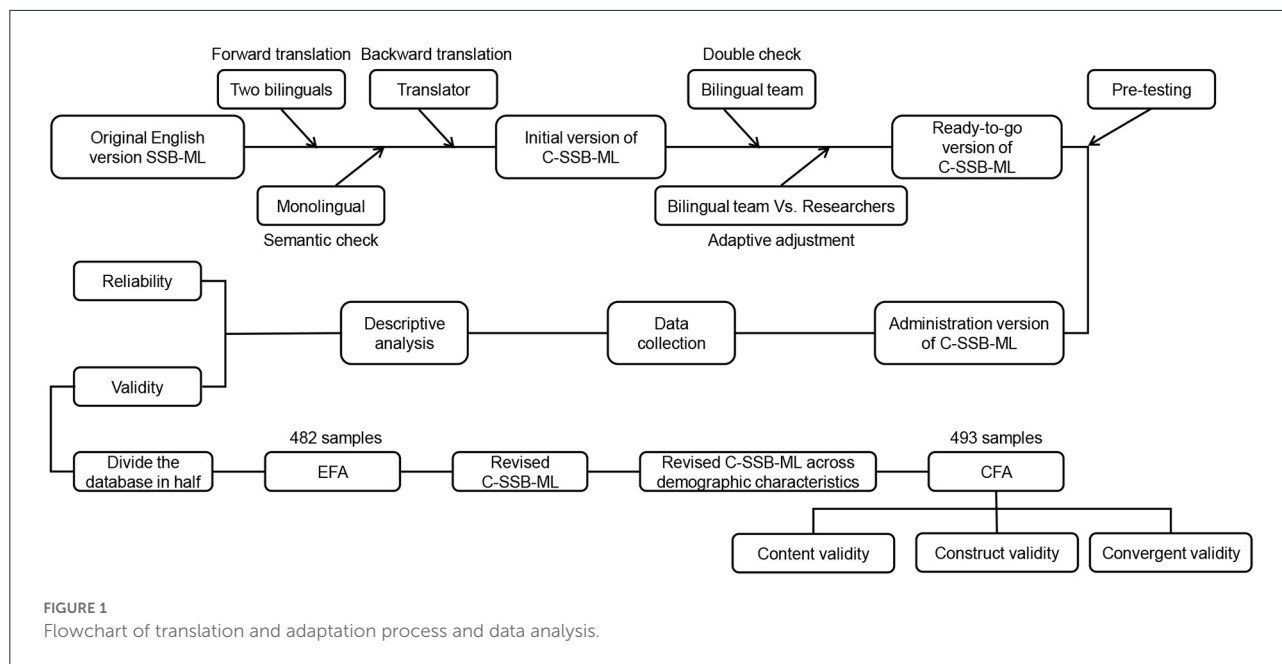 Forward translation
Backward translation
Double check
Two bilinguals
Translator
Bilingual team
Pre-testing
Original English
version SSB-ML
Initial version of
C-SSB-ML
Ready-to-go
version of
C-SSB-ML
Monolingual
Bilingual team Vs. Researchers
Semantic check
Adaptive adjustment
Reliability
Descriptive
analysis
Data
collection
Administration version
of C-SSB-ML
Validity
482 samples
493 samples
Divide the
database in half
EFA
Revised
C-SSB-ML
Revised C-SSB-ML across
demographic characteristics
CFA
Content validity
Construct validity
Convergent validity
FIGURE 1
Flowchart of translation and adaptation process and data analysis.